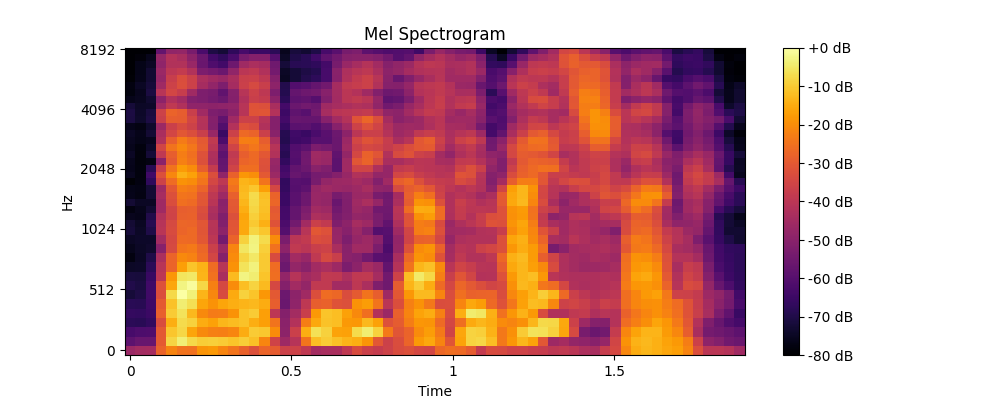 Mel Spectrogram
8192
4096
2048
1024
512
0
Hz
0 0.5 1 1.5
Time
+0 dB
-10 dB
-20 dB
-30 dB
-40 dB
-50 dB
-60 dB
-70 dB
-80 dB